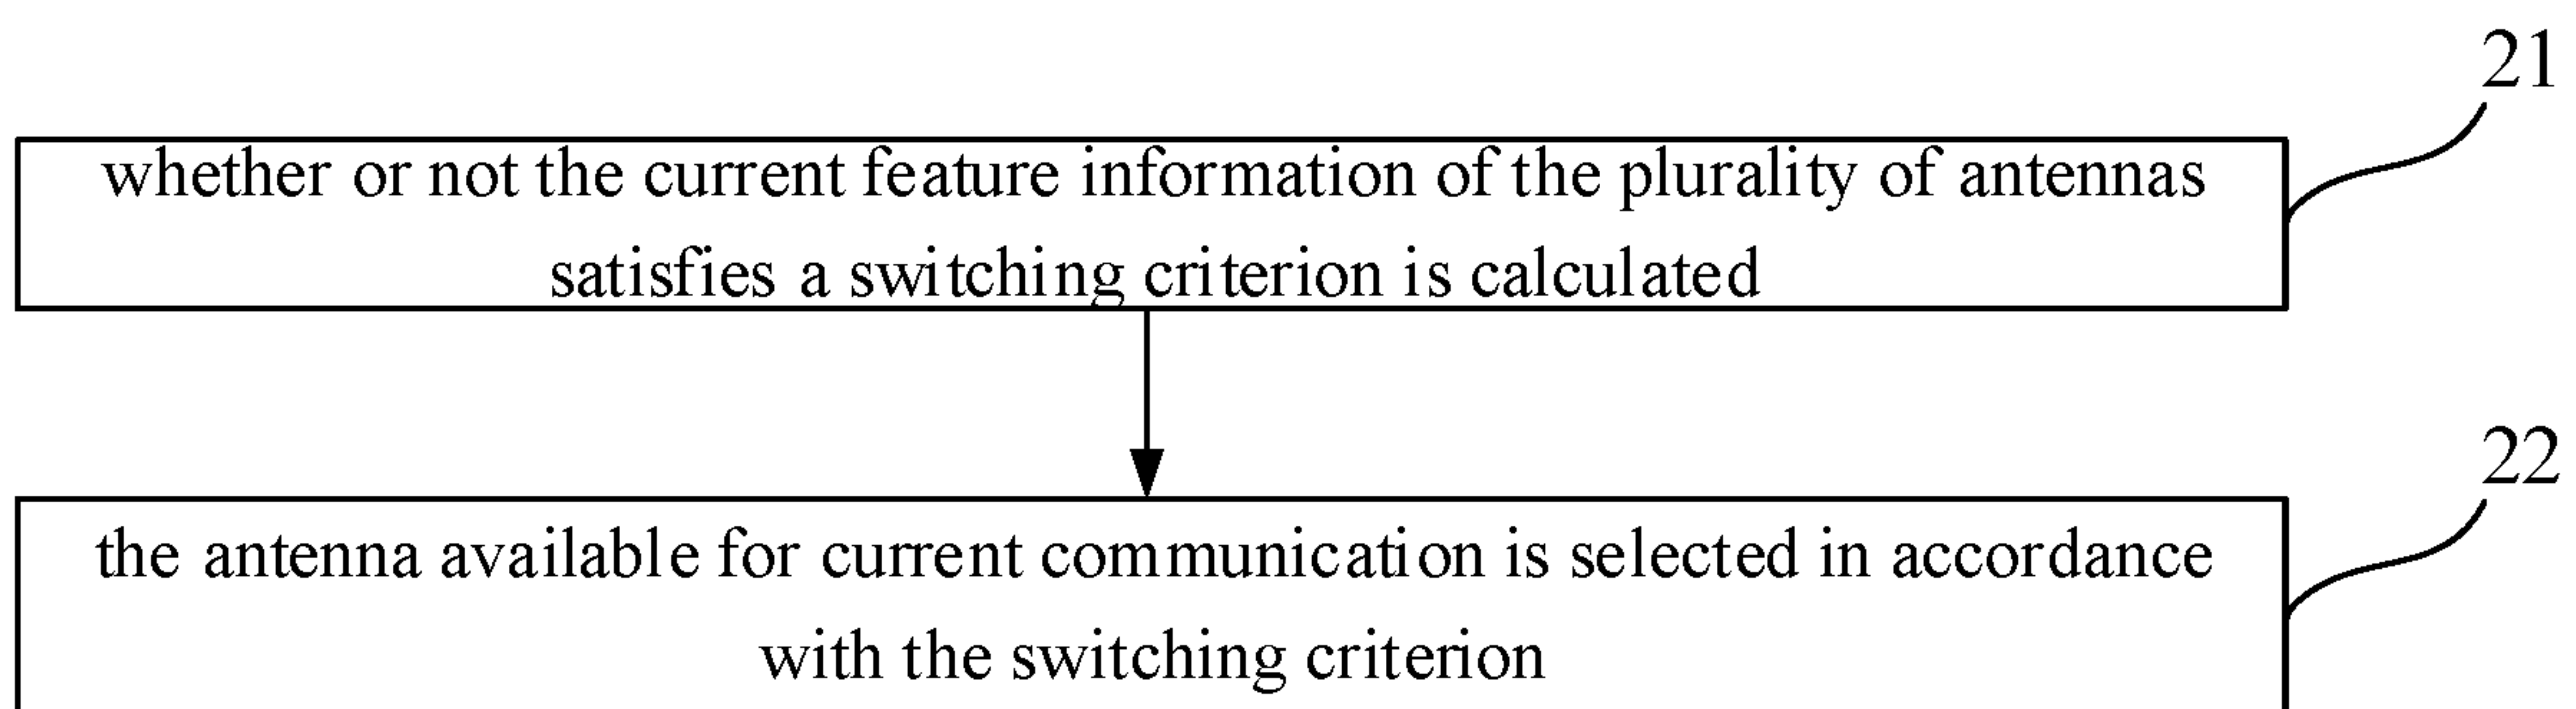 21
whether or not the current feature information of the plurality of antennas
satisfies a switching criterion is calculated
22
the antenna available for current communication is selected in accordance
with the switching criterion